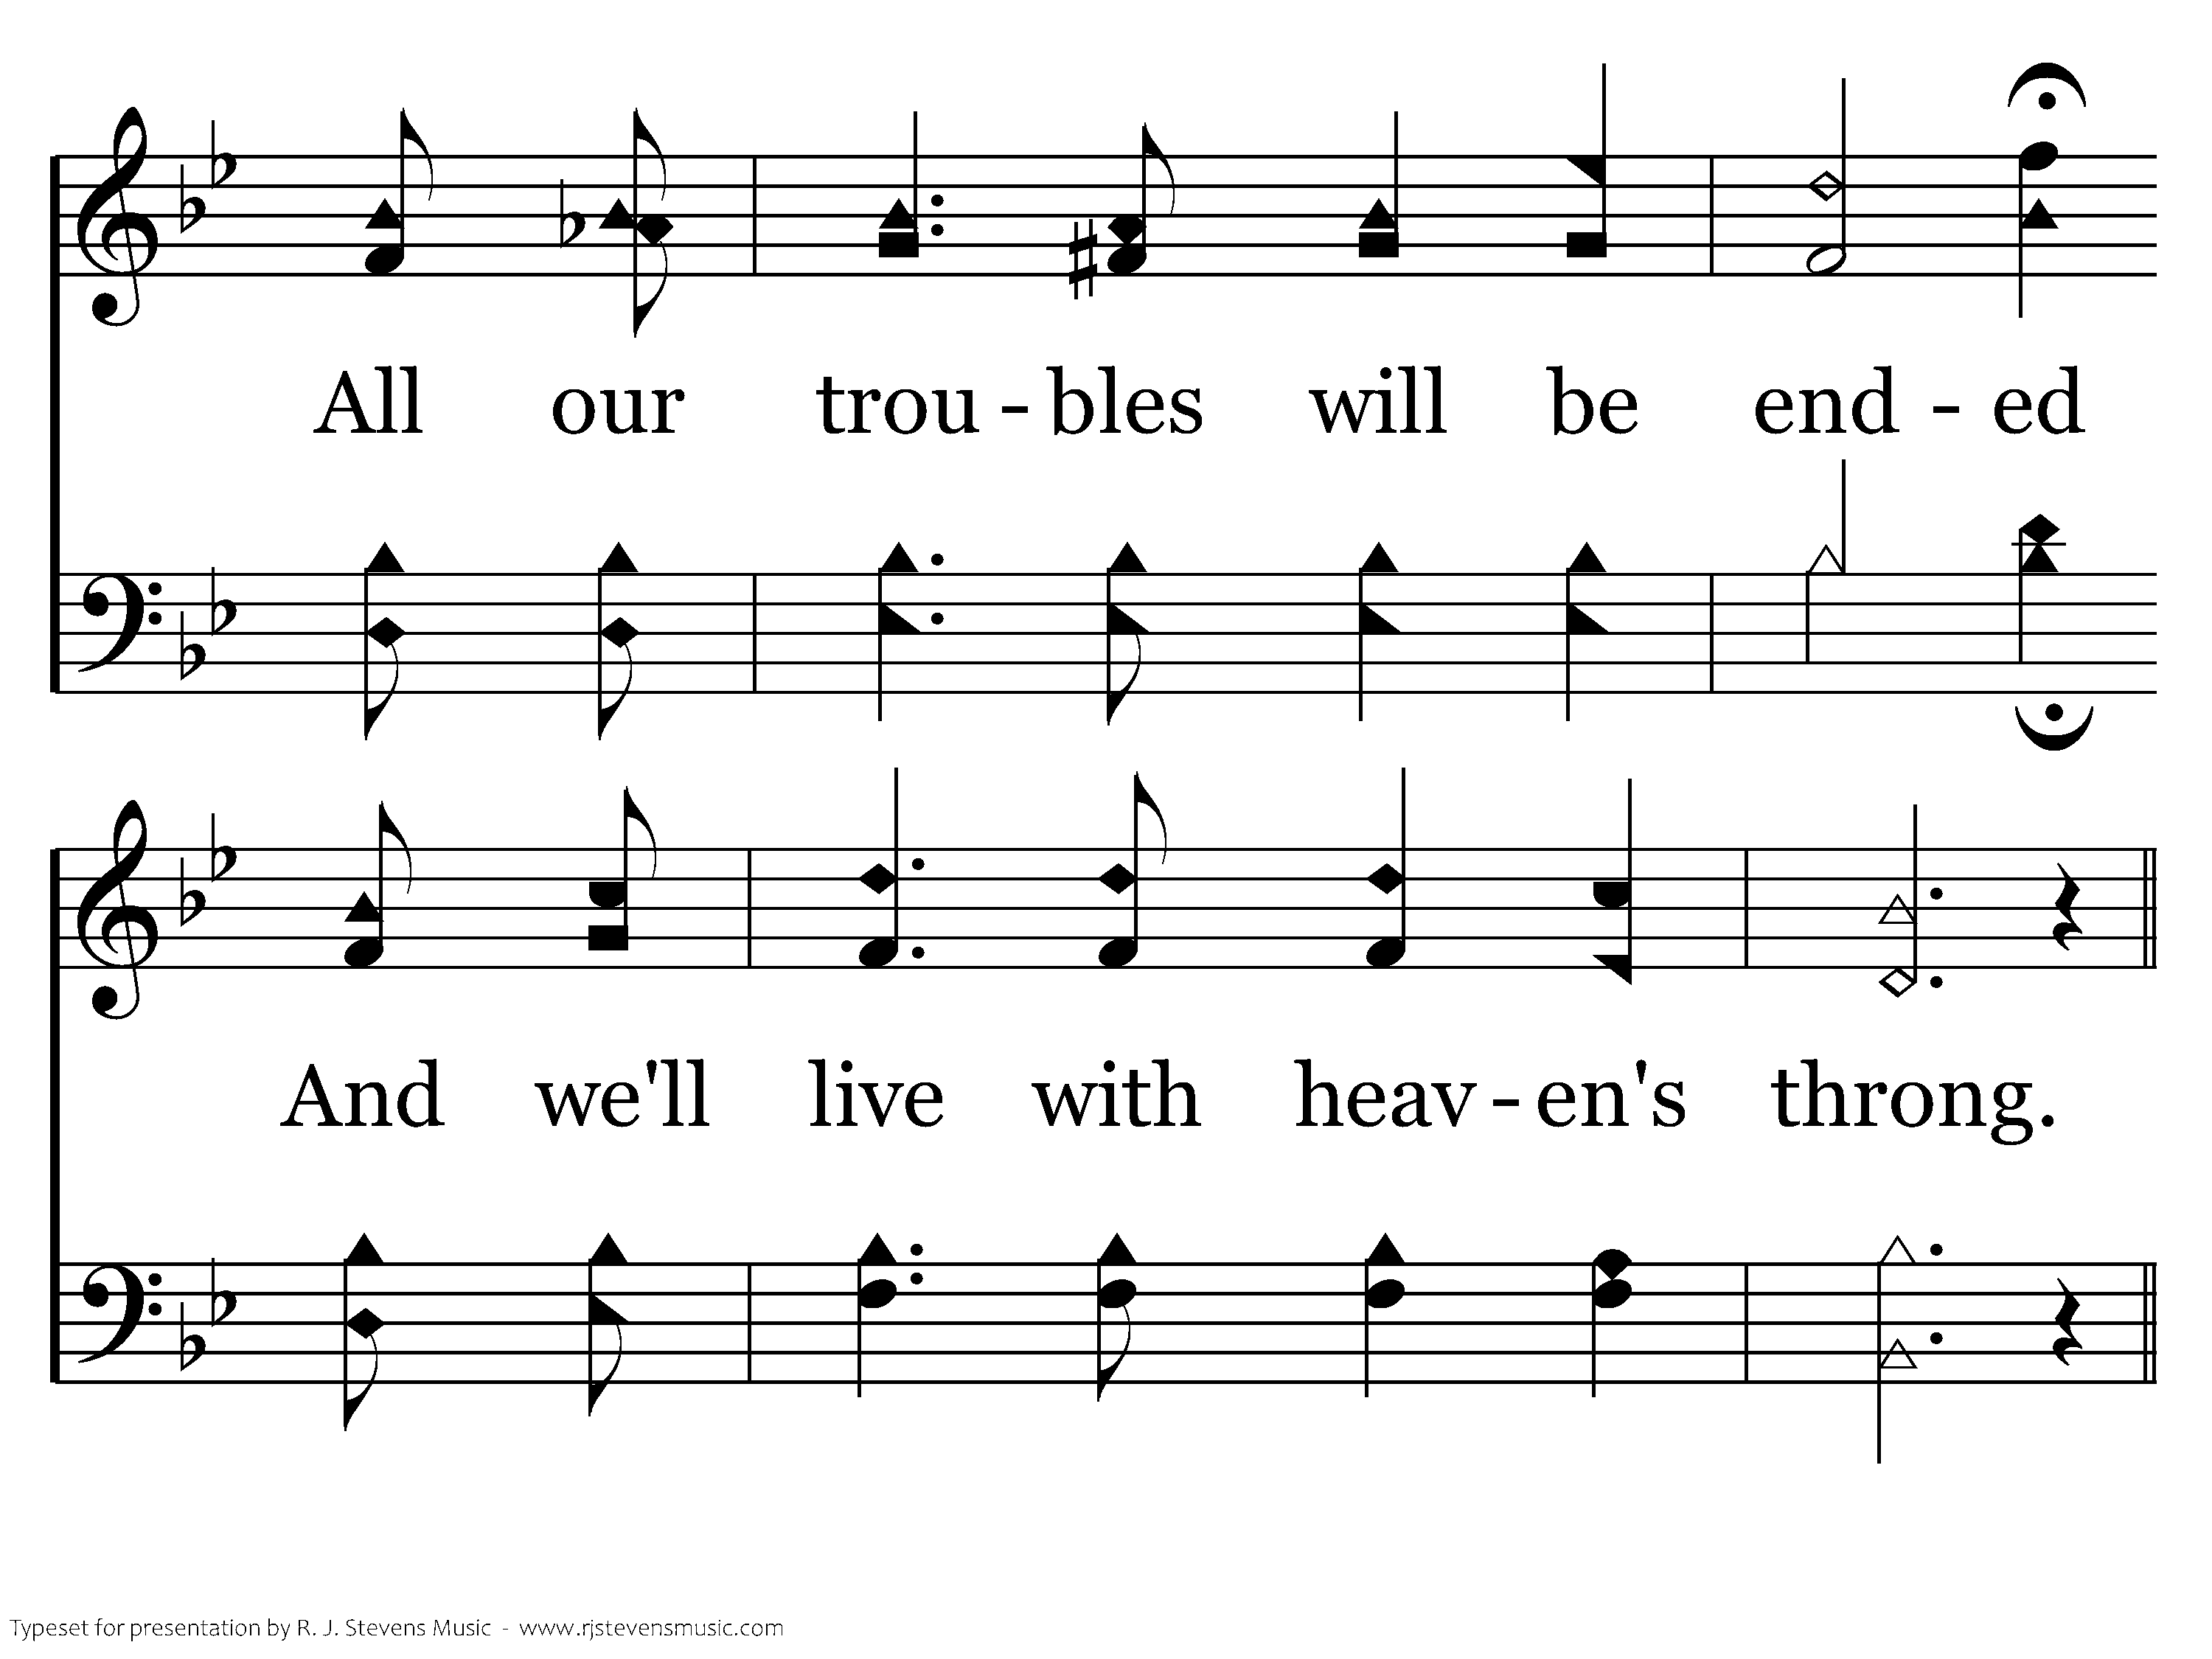 All our trou - bles will be end - ed
And we'll live with heav - en's throng.
Typeset for presentation by R. J. Stevens Music - www.rjstevensmusic.com